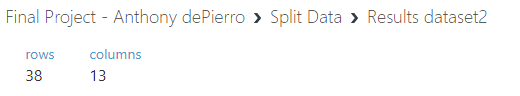 Final Project - Anthony dePierro ❯ Split Data ❯ Results dataset2
rows columns
38 13